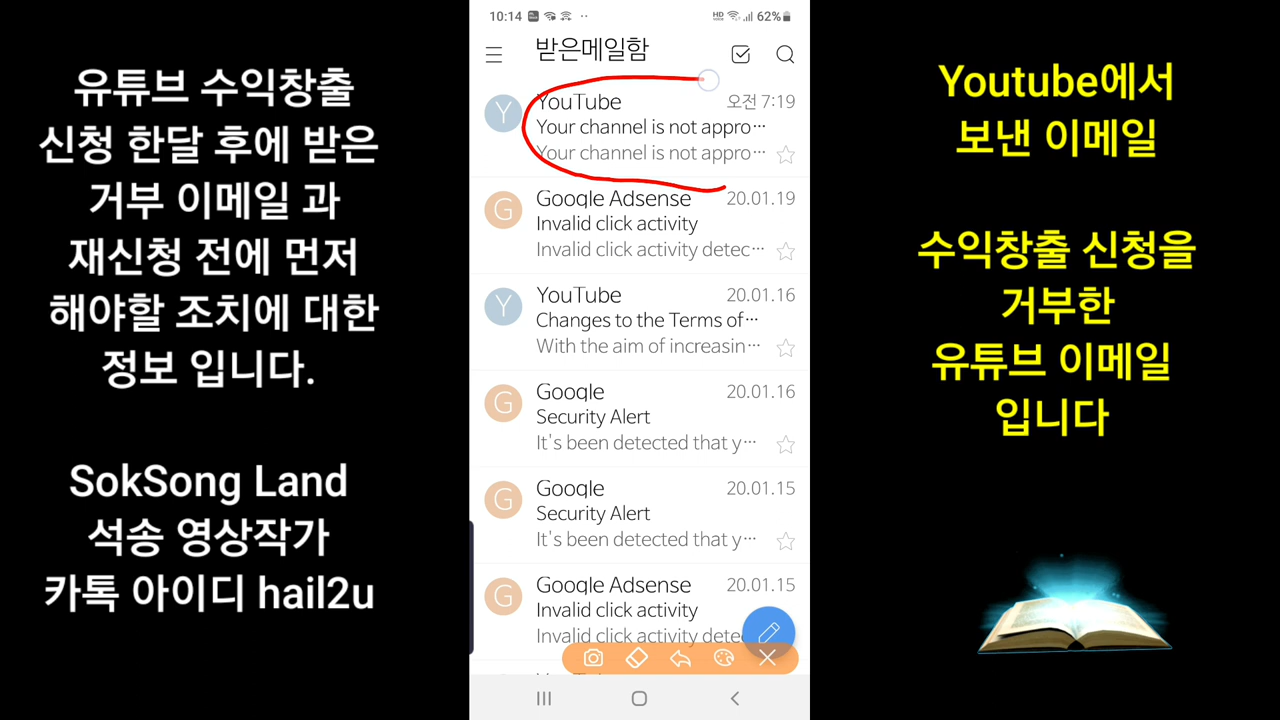 유튜브 수익창출
신청 한달 후에 받은
거부 이메일 과
재신청 전에 먼저
해야할 조치에 대한
정보 입니다.
SokSong Land
석송 영상작가
카톡 아이디 hail2u
10:14
62%
받은메일함
Y
YouTube
오전 7:19
Your channel is not appro···
Your channel is not appro···
G
Google Adsense
20.01.19
Invalid click activity
Invalid click activity detec···
Y
YouTube
20.01.16
Changes to the Terms of···
With the aim of increasin···
G
Google
20.01.16
Security Alert
It's been detected that y···
G
Google
20.01.15
Security Alert
It's been detected that y···
G
Google Adsense
20.01.15
Invalid click activity
Invalid click activity dete
Youtube에서
보낸 이메일
수익창출 신청을
거부한
유튜브 이메일
입니다